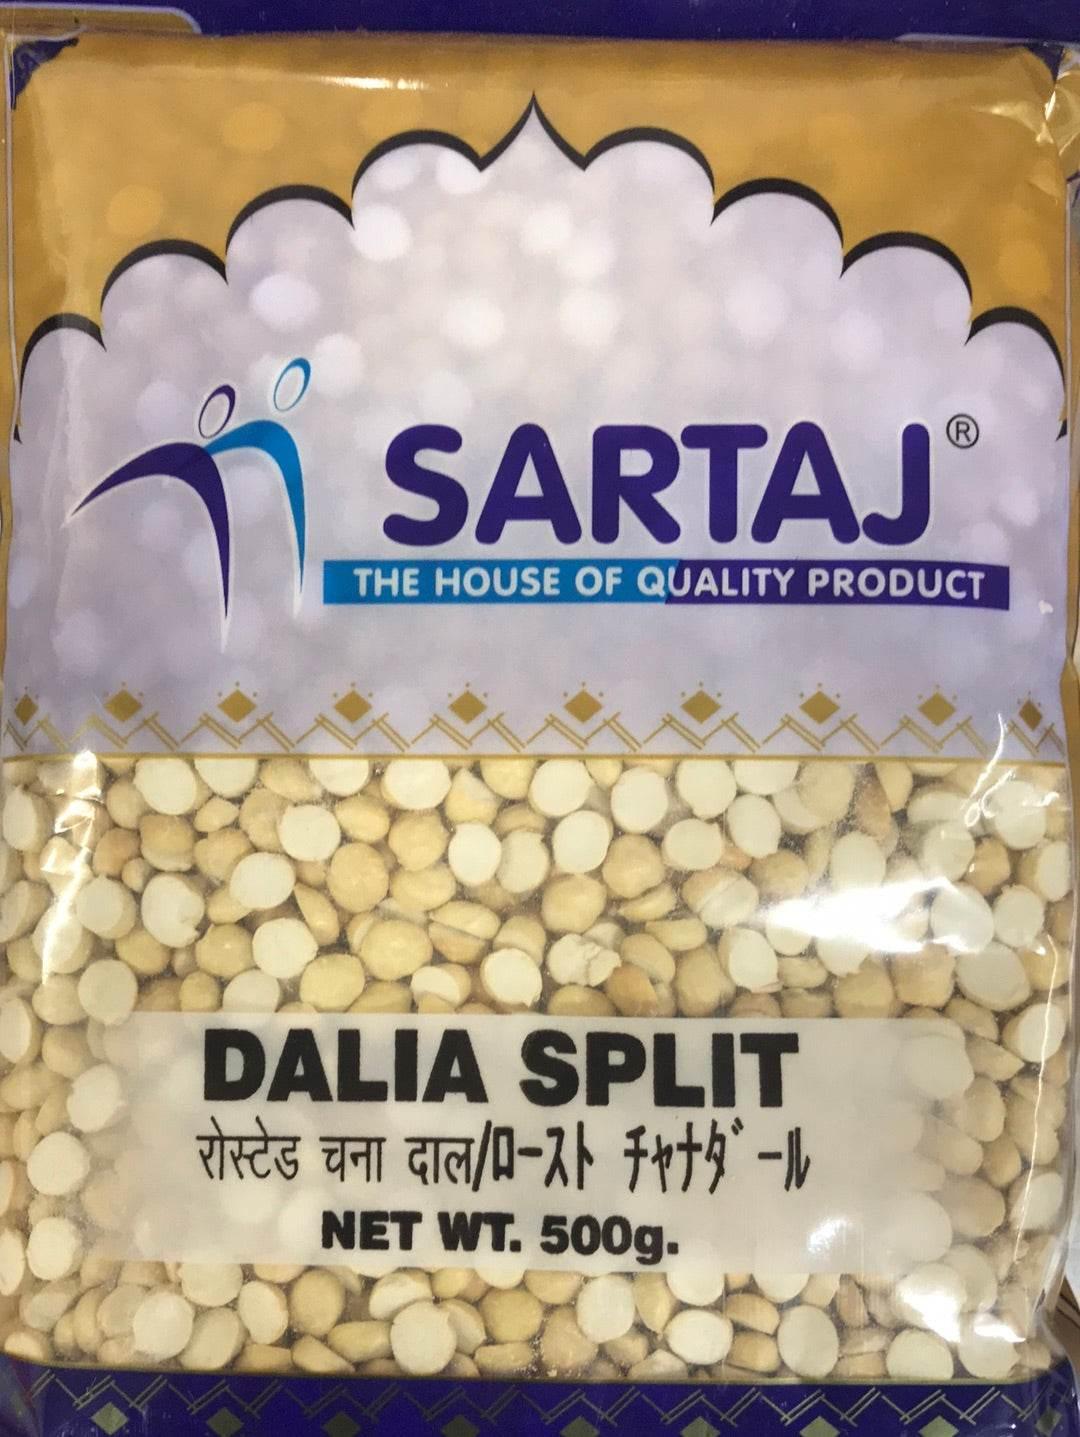 SARTAJ®
THE HOUSE OF QUALITY PRODUCT
DALIA SPLIT
रोस्टेड चना दाल/ロースト チャナダール
NET WT. 500g.